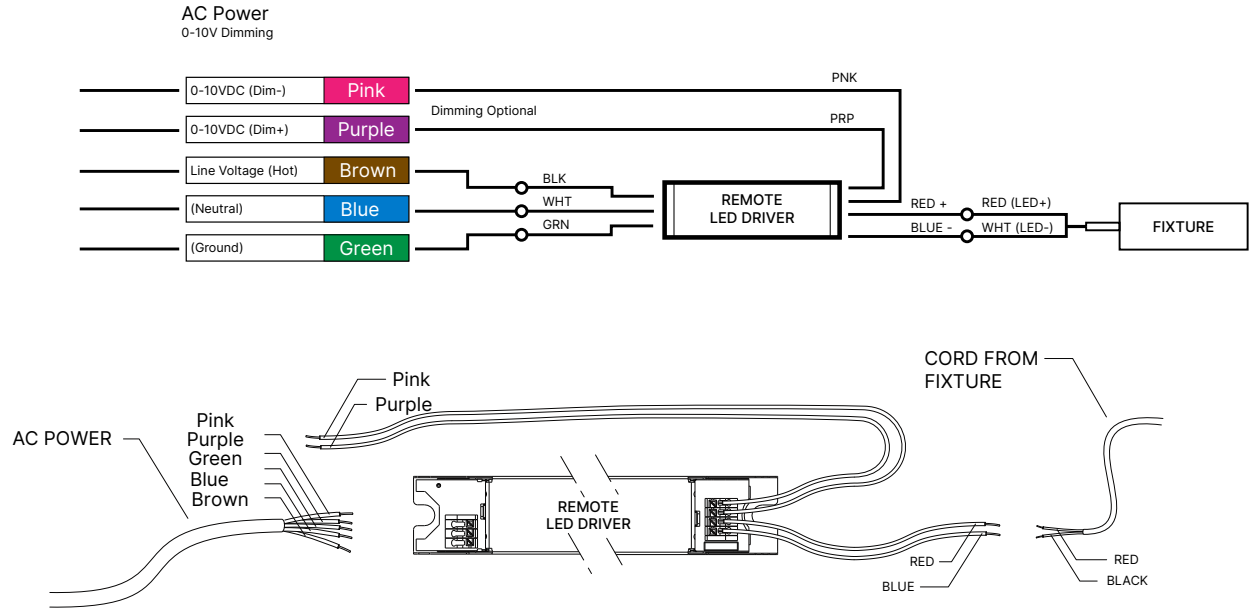 AC Power
0-10V Dimming
0-10VDC (Dim-) Pink
PNK
Dimming Optional
0-10VDC (Dim+) Purple
PRP
Line Voltage (Hot) Brown
BLK
(Neutral) Blue
WHT
(Ground) Green
GRN
REMOTE
LED DRIVER
RED + RED (LED+)
BLUE - WHT (LED-)
FIXTURE
CORD FROM
FIXTURE
Pink
Purple
AC POWER
Pink
Purple
Green
Blue
Brown
REMOTE
LED DRIVER
RED
BLUE
RED
BLACK